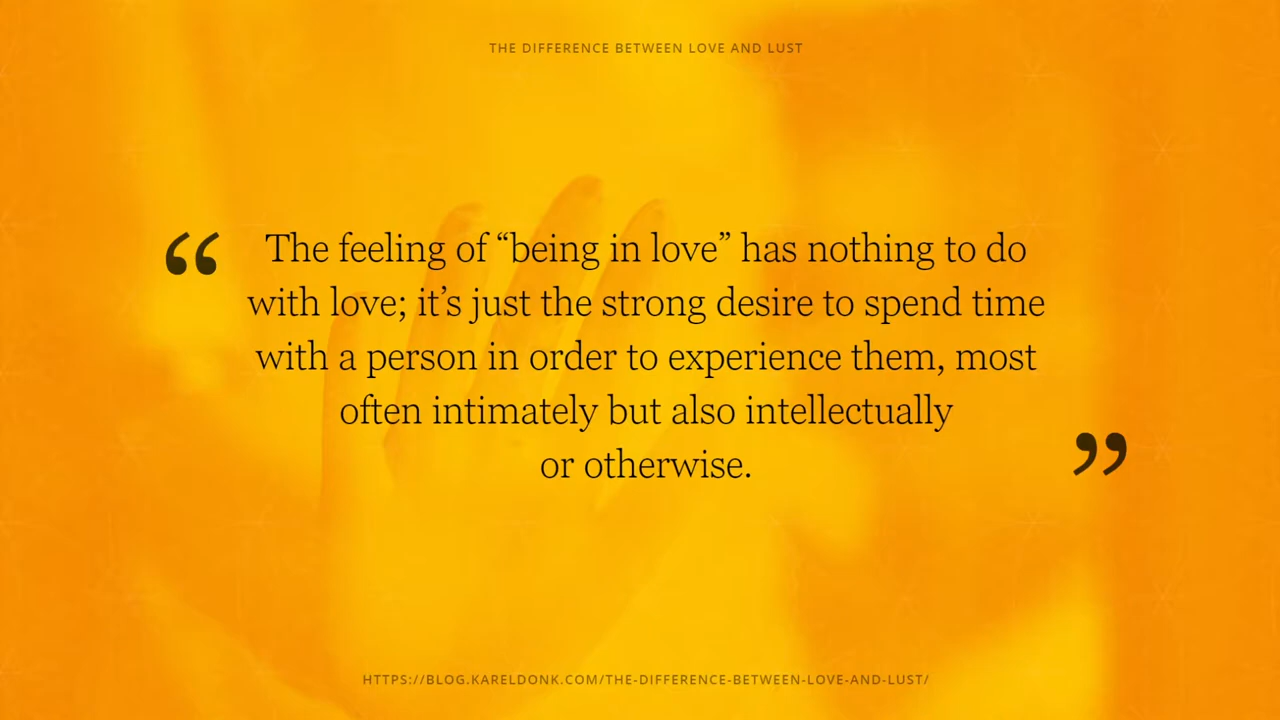 THE DIFFERENCE BETWEEN LOVE AND LUST
“ The feeling of “being in love” has nothing to do
with love; it’s just the strong desire to spend time
with a person in order to experience them, most
often intimately but also intellectually
or otherwise. ”
HTTPS://BLOG.KARELDONK.COM/THE-DIFFERENCE-BETWEEN-LOVE-AND-LUST/